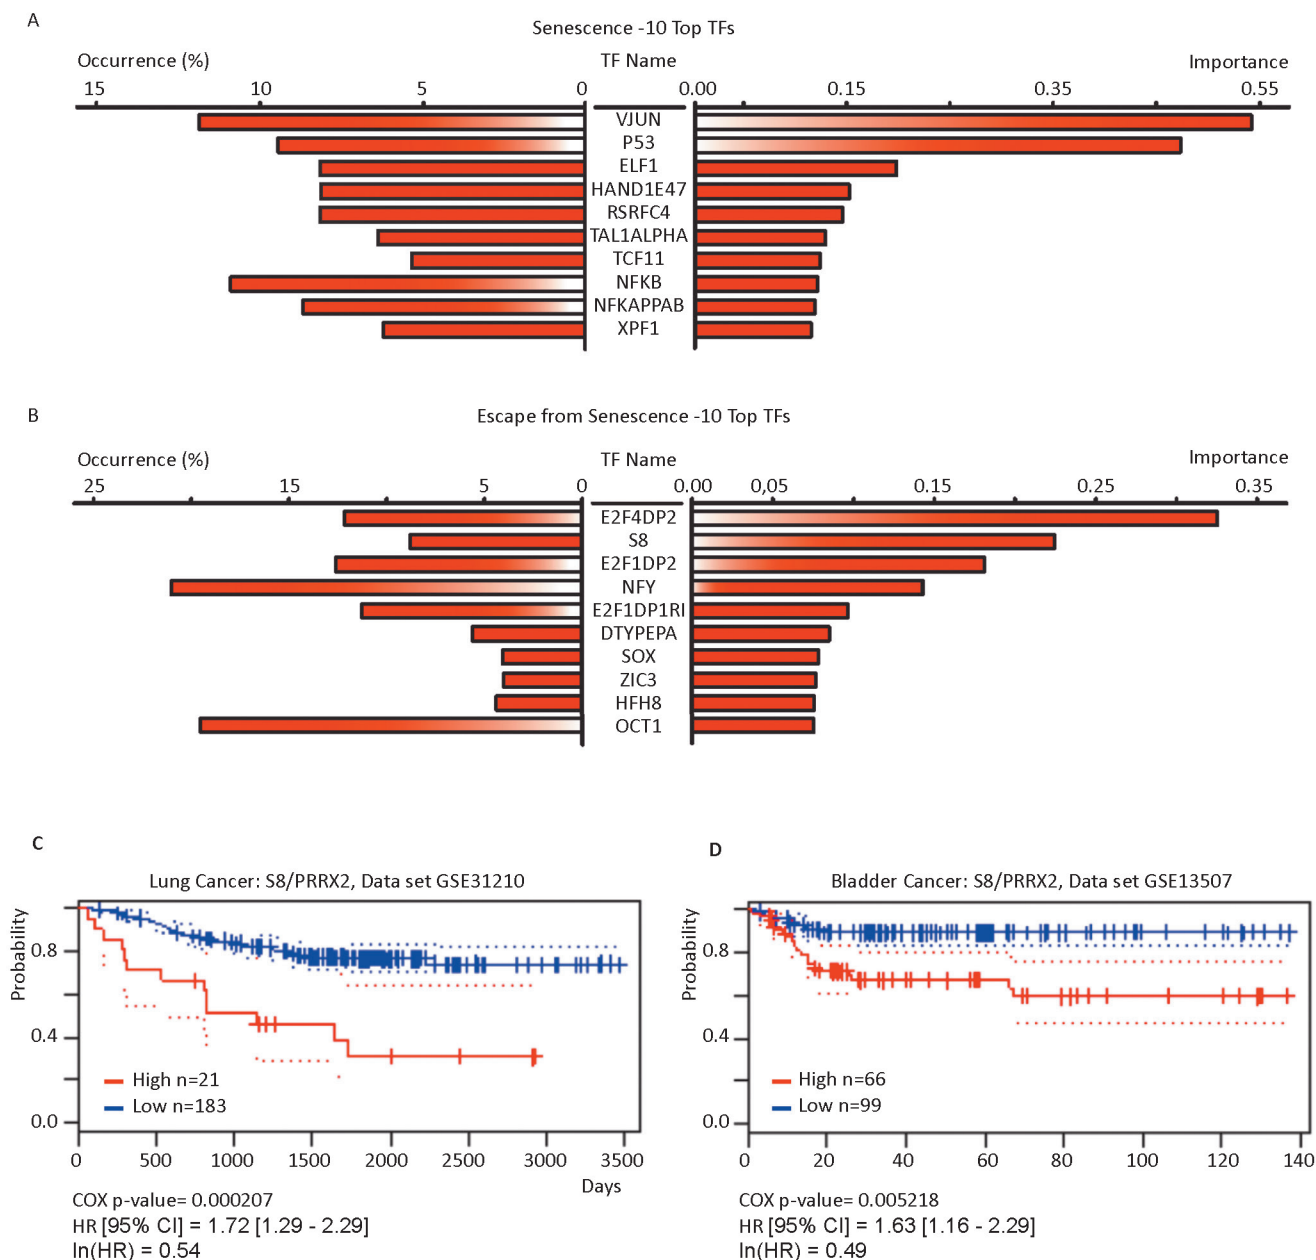 A
Senescence -10 Top TFs
Occurrence (%) TF Name Importance
15 10 5 0 0.00 0.15 0.35 0.55
VJUN
P53
ELF1
HAND1E47
RSRFC4
TAL1ALPHA
TCF11
NFKB
NFKAPPAB
XPF1
B
Escape from Senescence -10 Top TFs
Occurrence (%) TF Name Importance
25 15 5 0 0.00 0,05 0.15 0.25 0.35
E2F4DP2
S8
E2F1DP2
NFY
E2F1DP1RI
DTYPEPA
SOX
ZIC3
HFH8
OCT1
C
Lung Cancer: S8/PRRX2, Data set GSE31210
Probability
0.8
0.4
0.0
High n=21
Low n=183
0 500 1000 1500 2000 2500 3000 3500
Days
COX p-value= 0.000207
HR [95% CI] = 1.72 [1.29 - 2.29]
ln(HR) = 0.54
D
Bladder Cancer: S8/PRRX2, Data set GSE13507
Probability
0.8
0.4
0.0
High n=66
Low n=99
0 20 40 60 80 100 120 140
COX p-value= 0.005218
HR [95% CI] = 1.63 [1.16 - 2.29]
ln(HR) = 0.49